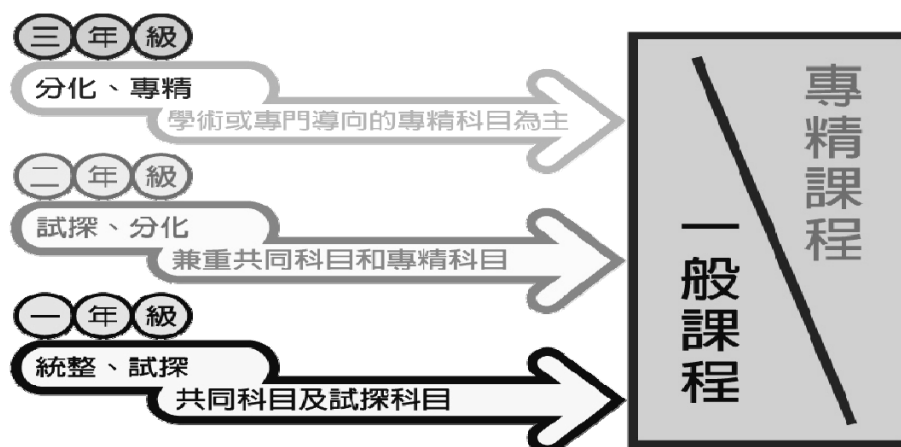 三年級
分化、專精
學術或專門導向的專精科目為主
二年級
試探、分化
兼重共同科目和專精科目
一年級
統整、試探
共同科目及試探科目
專精課程
一般課程